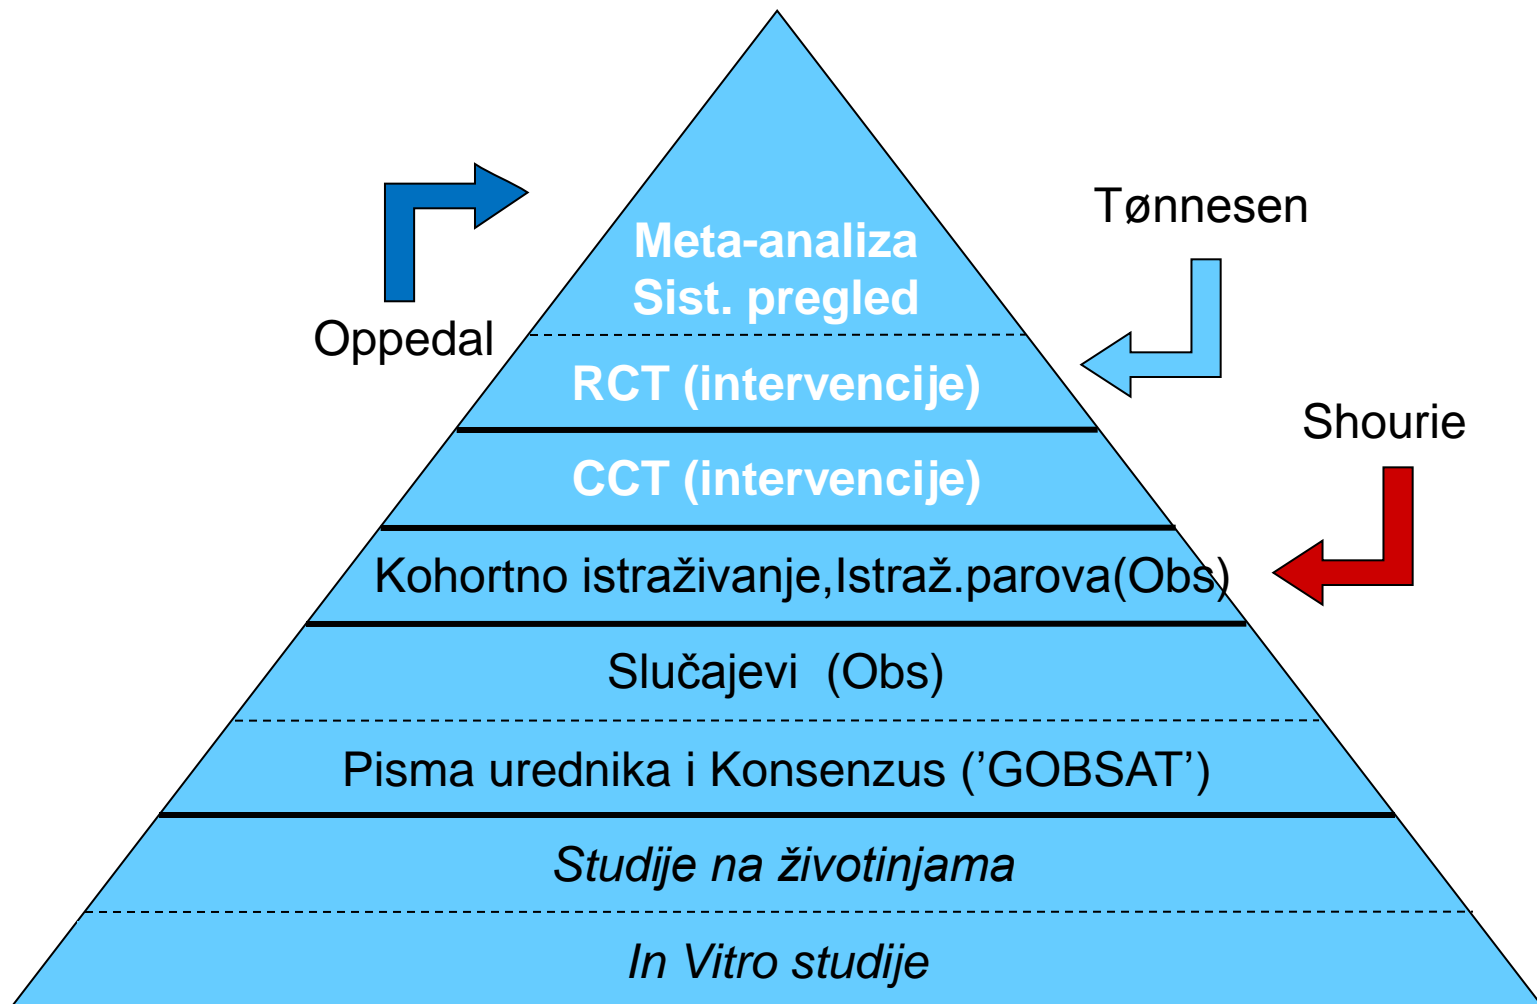 Tønnesen
Meta-analiza
Sist. pregled
Oppedal
RCT (intervencije)
Shourie
CCT (intervencije)
Kohortno istraživanje,Istraž.parova(Obs)
Slučajevi (Obs)
Pisma urednika i Konsenzus (’GOBSAT’)
Studije na životinjama
In Vitro studije